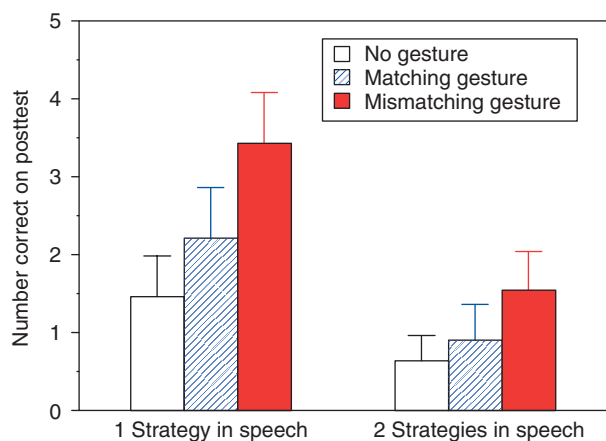 Number correct on posttest
5
4
3
2
1
0
No gesture
Matching gesture
Mismatching gesture
1 Strategy in speech
2 Strategies in speech